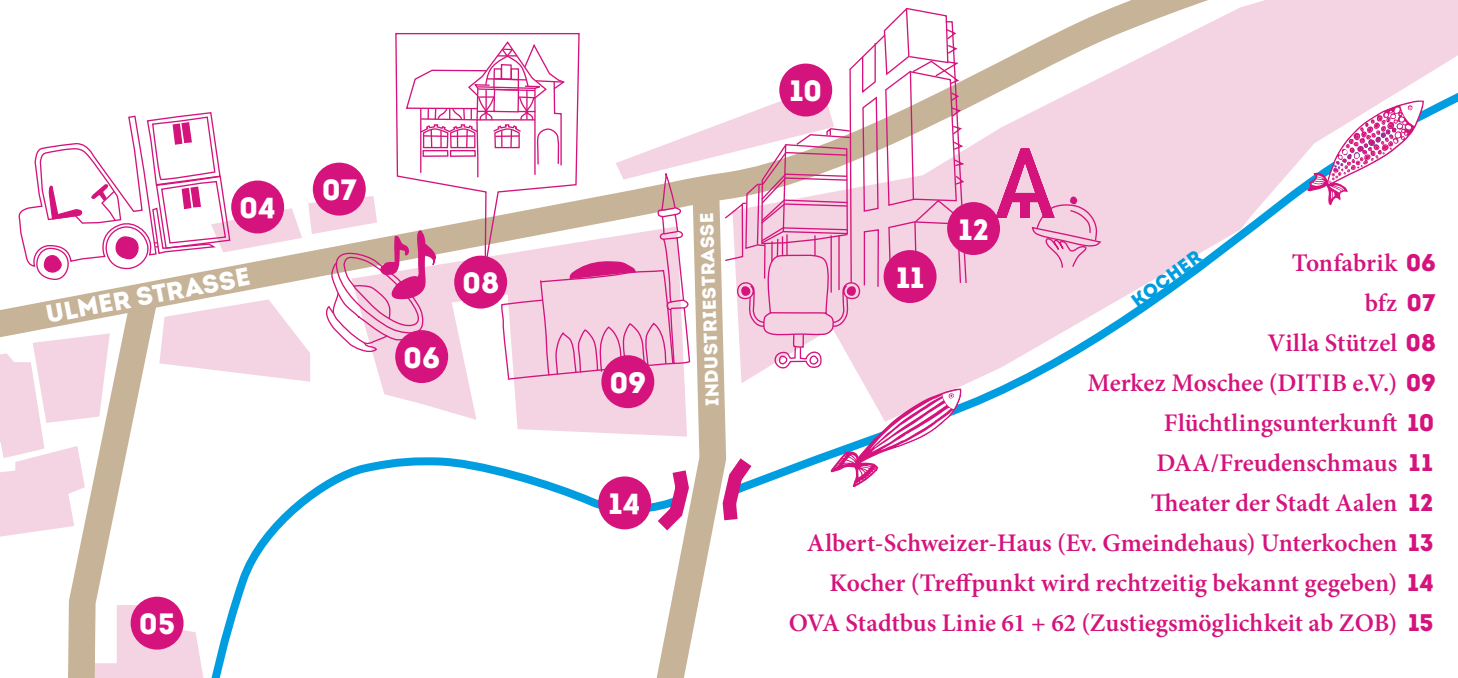 10
07
04
12
ULMER STRASSE
INDUSTRIESTRASSE
08
11
KOCHER
06
09
14
05
Tonfabrik 06
bfz 07
Villa Stützel 08
Merkez Moschee (DITIB e.V.) 09
Flüchtlingsunterkunft 10
DAA/Freudenschmaus 11
Theater der Stadt Aalen 12
Albert-Schweizer-Haus (Ev. Gmeindehaus) Unterkochen 13
Kocher (Treffpunkt wird rechtzeitig bekannt gegeben) 14
OVA Stadtbus Linie 61 + 62 (Zustiegsmöglichkeit ab ZOB) 15